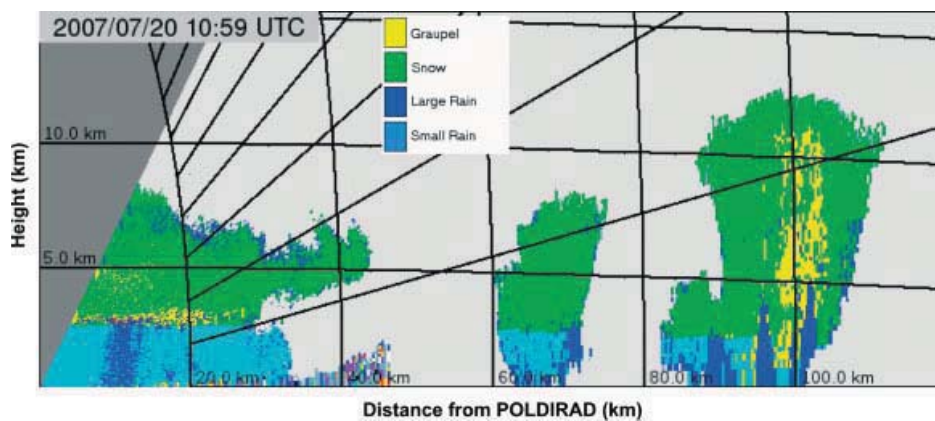 2007/07/20 10:59 UTC
Graupel
Snow
Large Rain
Small Rain
10.0 km
5.0 km
20.0 km
40.0 km
60.0 km
80.0 km
100.0 km
Height (km)
Distance from POLDIRAD (km)